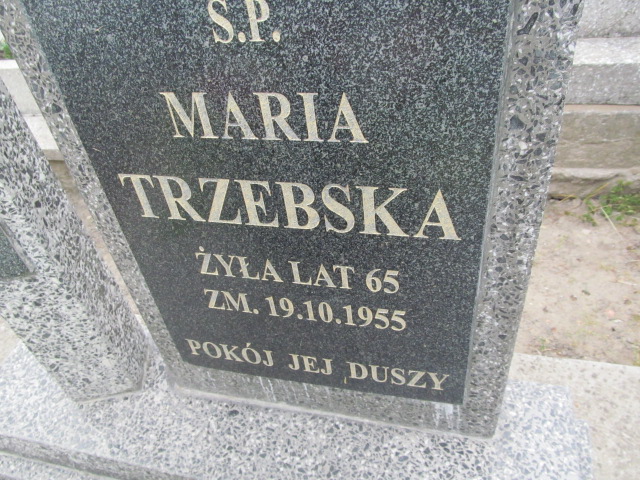 Ś.P.
MARIA
TRZEBSKA
ŻYŁA LAT 65
ZM. 19.10.1955
POKÓJ JEJ DUSZY